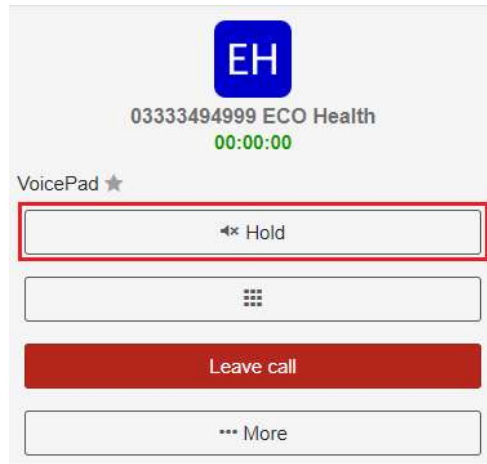 EH
03333494999 ECO Health
00:00:00
VoicePad
Hold
Leave call
More